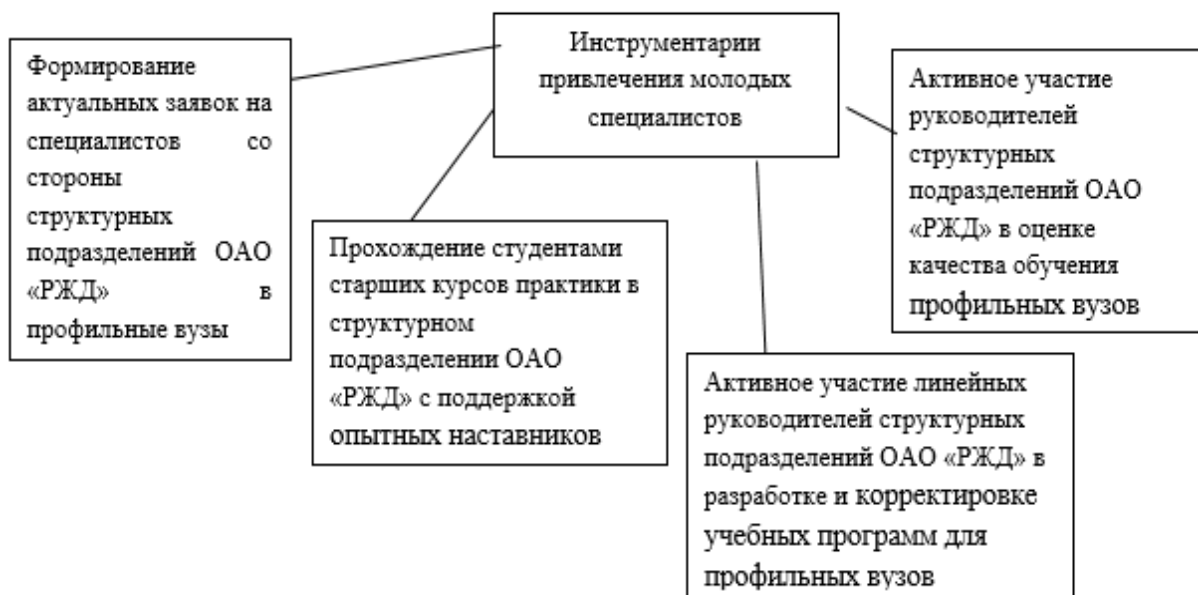 Инструментарии
привлечения молодых
специалистов
Формирование
актуальных заявок на
специалистов со
стороны
структурных
подразделений ОАО
«РЖД» в
профильные вузы
Прохождение студентами
старших курсов практики в
структурном
подразделении ОАО
«РЖД» с поддержкой
опытных наставников
Активное участие линейных
руководителей структурных
подразделений ОАО «РЖД» в
разработке и корректировке
учебных программ для
профильных вузов
Активное участие
руководителей
структурных
подразделений ОАО
«РЖД» в оценке
качества обучения
профильных вузов